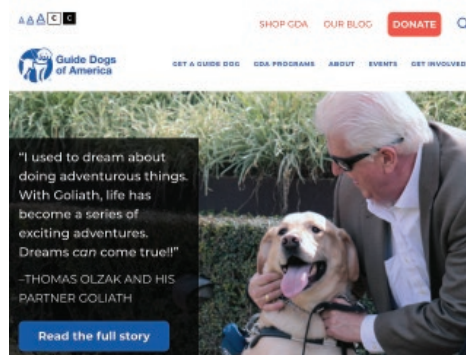 A A A C C
SHOP GDA OUR BLOG DONATE
Guide Dogs
of America
GET A GUIDE DOG GDA PROGRAMS ABOUT EVENTS GET INVOLVED
"I used to dream about
doing adventurous things.
With Goliath, life has
become a series of
exciting adventures.
Dreams can come true!!"
–THOMAS OLZAK AND HIS
PARTNER GOLIATH
Read the full story